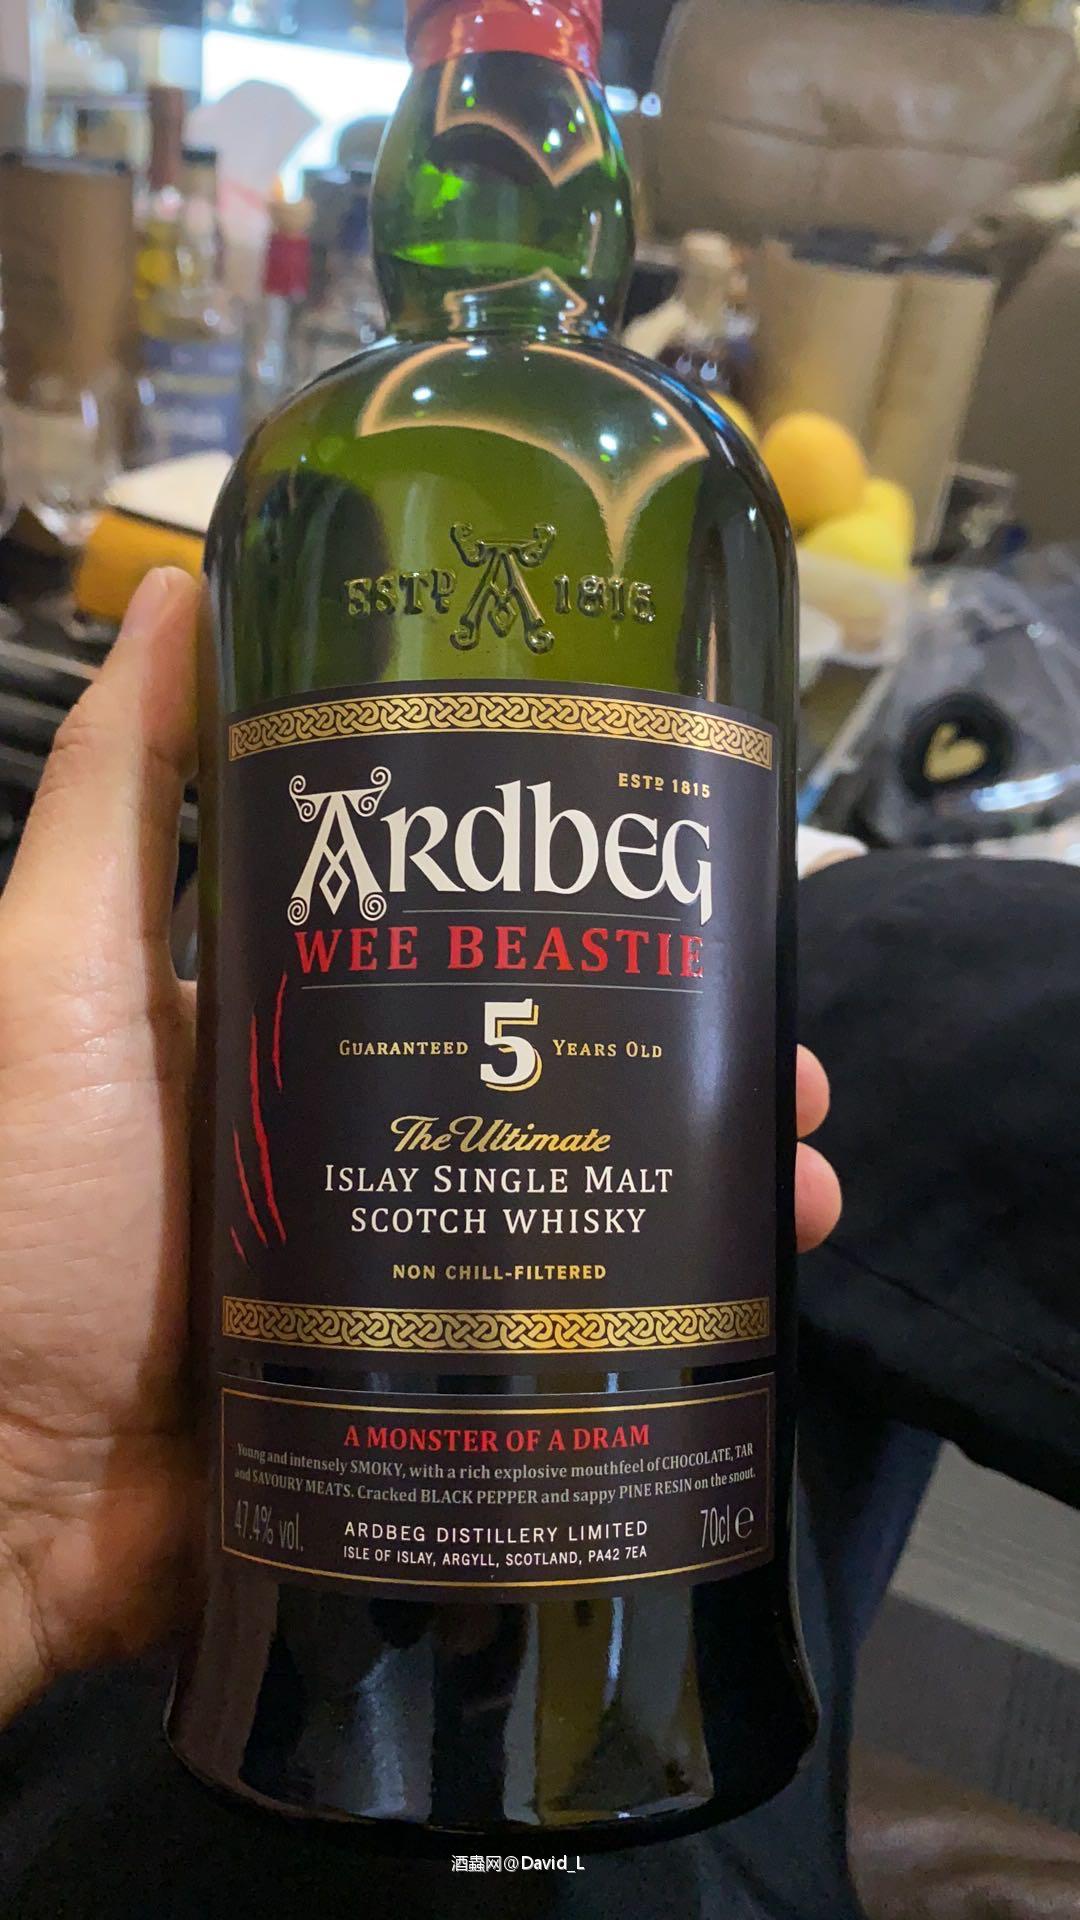 ESTD 1815
ESTD 1815
ARdbEG
WEE BEASTIE
GUARANTEED 5 YEARS OLD
The Ultimate
ISLAY SINGLE MALT
SCOTCH WHISKY
NON CHILL-FILTERED
A MONSTER OF A DRAM
Young and intensely SMOKY, with a rich explosive mouthfeel of CHOCOLATE, TAR
and SAVOURY MEATS. Cracked BLACK PEPPER and sappy PINE RESIN on the snout.
47.4% vol.
ARDBEG DISTILLERY LIMITED
70cl e
ISLE OF ISLAY, ARGYLL, SCOTLAND, PA42 7EA
酒蟲网@David_L